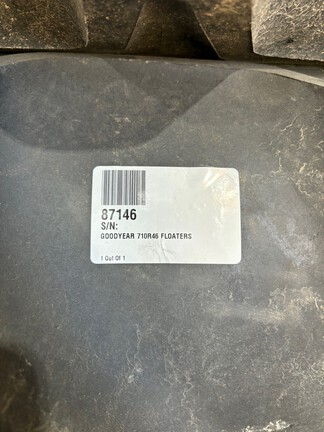 87146
S/N:
GOODYEAR 710R46 FLOATERS
1 Out Of 1